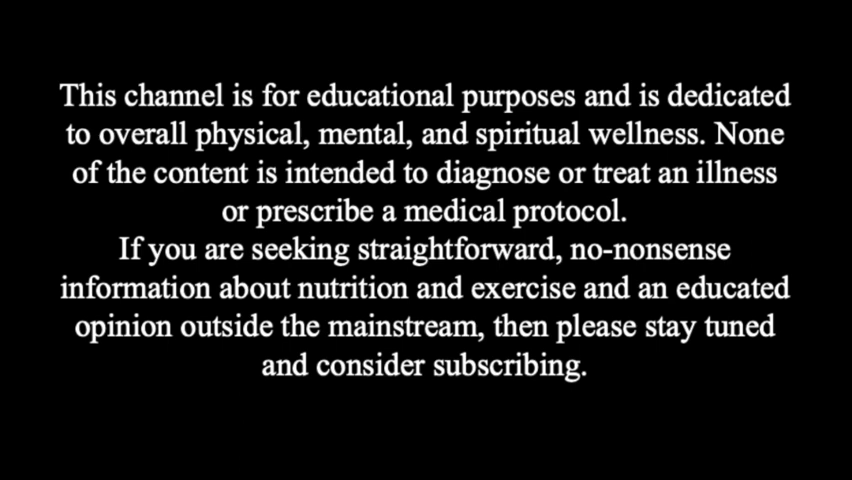 This channel is for educational purposes and is dedicated
to overall physical, mental, and spiritual wellness. None
of the content is intended to diagnose or treat an illness
or prescribe a medical protocol.
If you are seeking straightforward, no-nonsense
information about nutrition and exercise and an educated
opinion outside the mainstream, then please stay tuned
and consider subscribing.